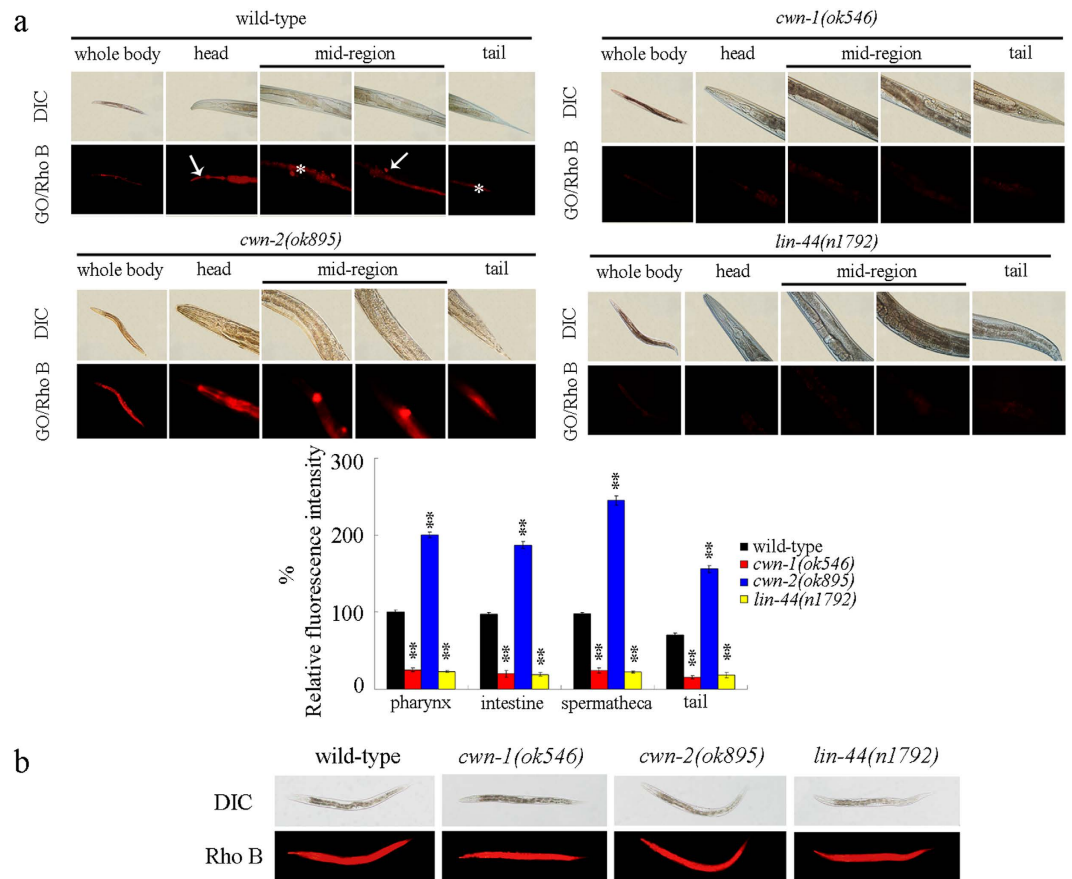 a
wild-type
whole body head mid-region tail
DIC
GO/Rho B
* *
cwn-1(ok546)
whole body head mid-region tail
DIC
GO/Rho B
cwn-2(ok895)
whole body head mid-region tail
DIC
GO/Rho B
lin-44(n1792)
whole body head mid-region tail
DIC
GO/Rho B
%
Relative fluorescence intensity
300
200
100
0
** ** ** **
** ** ** ** ** ** ** **
pharynx intestine spermatheca tail
wild-type
cwn-1(ok546)
cwn-2(ok895)
lin-44(n1792)
b
wild-type cwn-1(ok546) cwn-2(ok895) lin-44(n1792)
DIC
Rho B